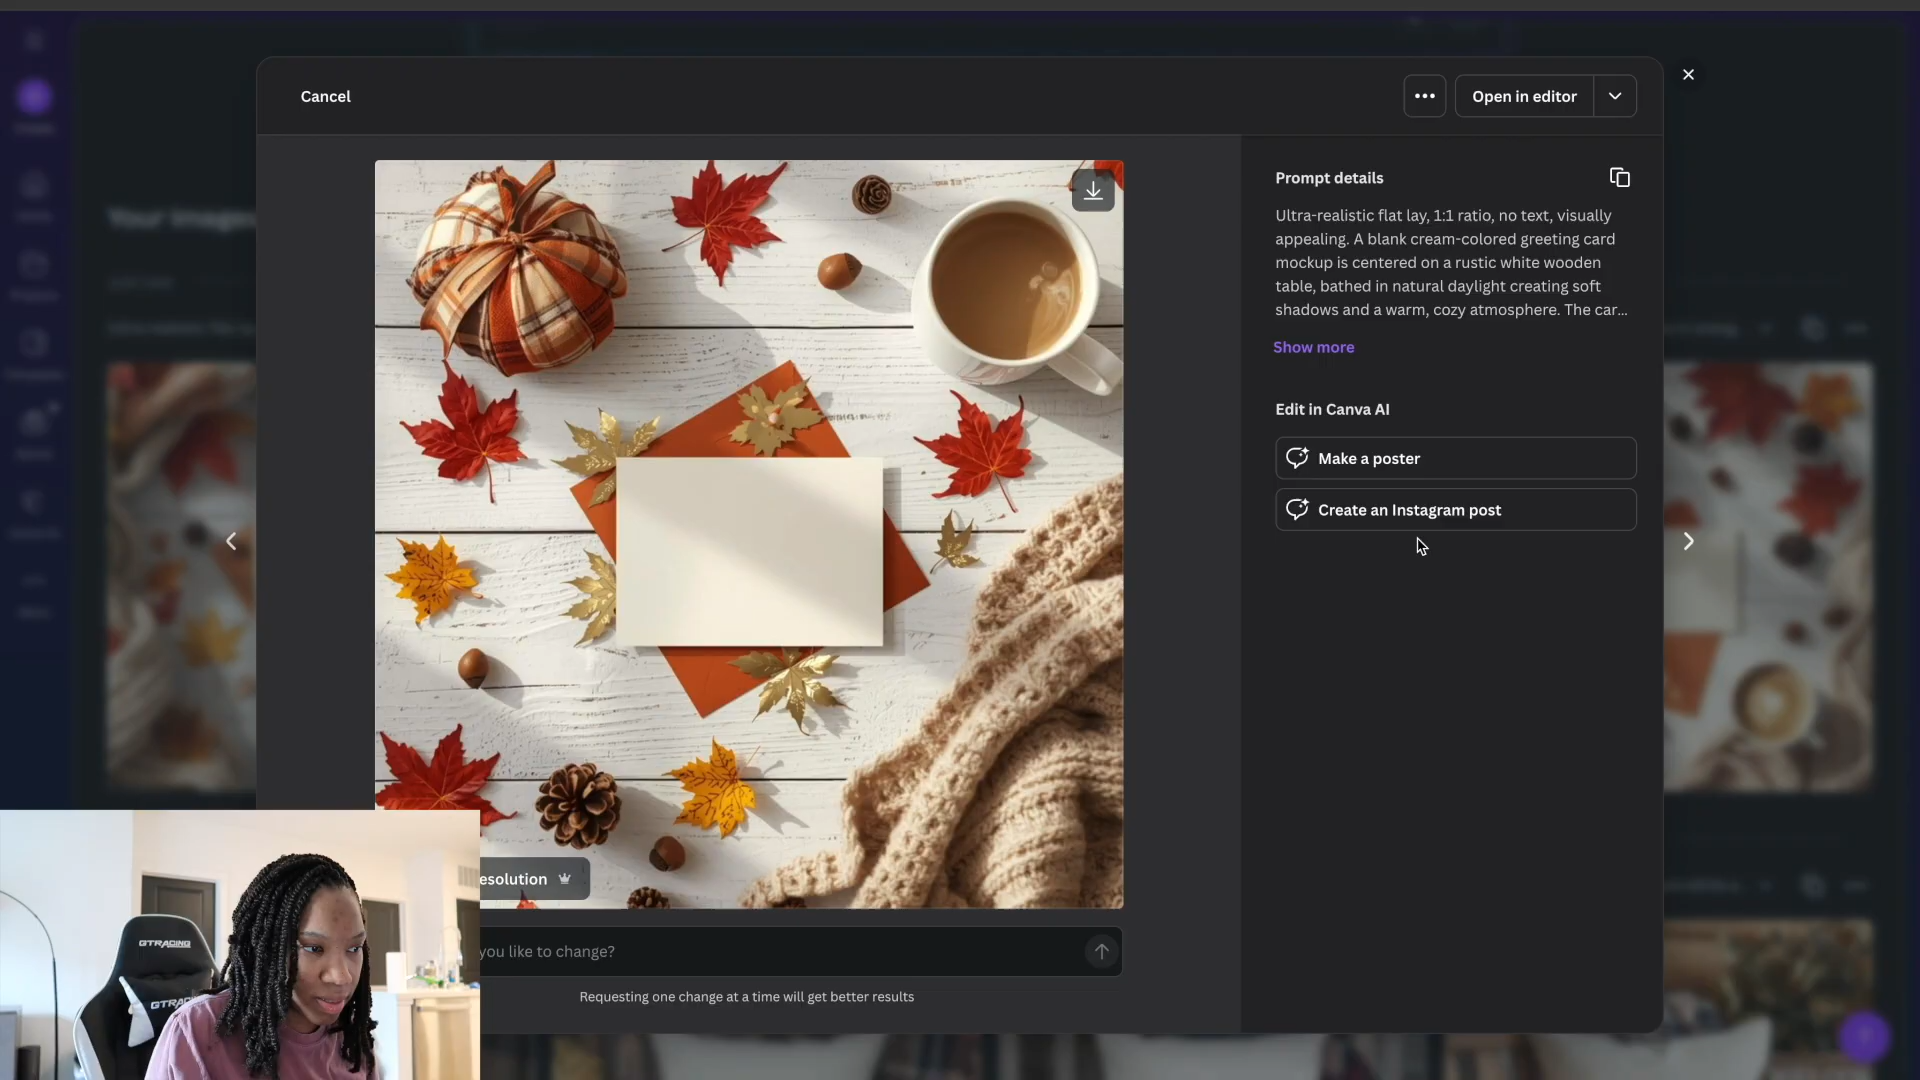 Cancel
Open in editor
Your images
Prompt details
Ultra-realistic flat lay, 1:1 ratio, no text, visually
appealing. A blank cream-colored greeting card
mockup is centered on a rustic white wooden
table, bathed in natural daylight creating soft
shadows and a warm, cozy atmosphere. The car...
Show more
Edit in Canva AI
Make a poster
Create an Instagram post
esolution
you like to change?
Requesting one change at a time will get better results
GTRACING
GTRAC